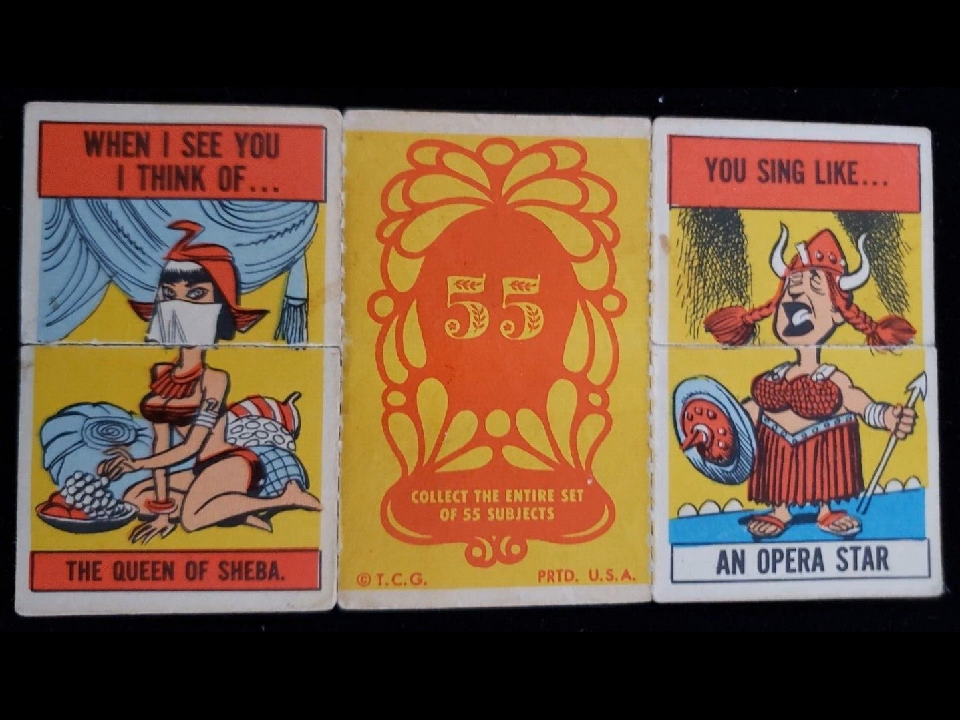 WHEN I SEE YOU
I THINK OF...
THE QUEEN OF SHEBA.
55
COLLECT THE ENTIRE SET
OF 55 SUBJECTS
© T.C.G. PRTD. U.S.A.
YOU SING LIKE...
AN OPERA STAR